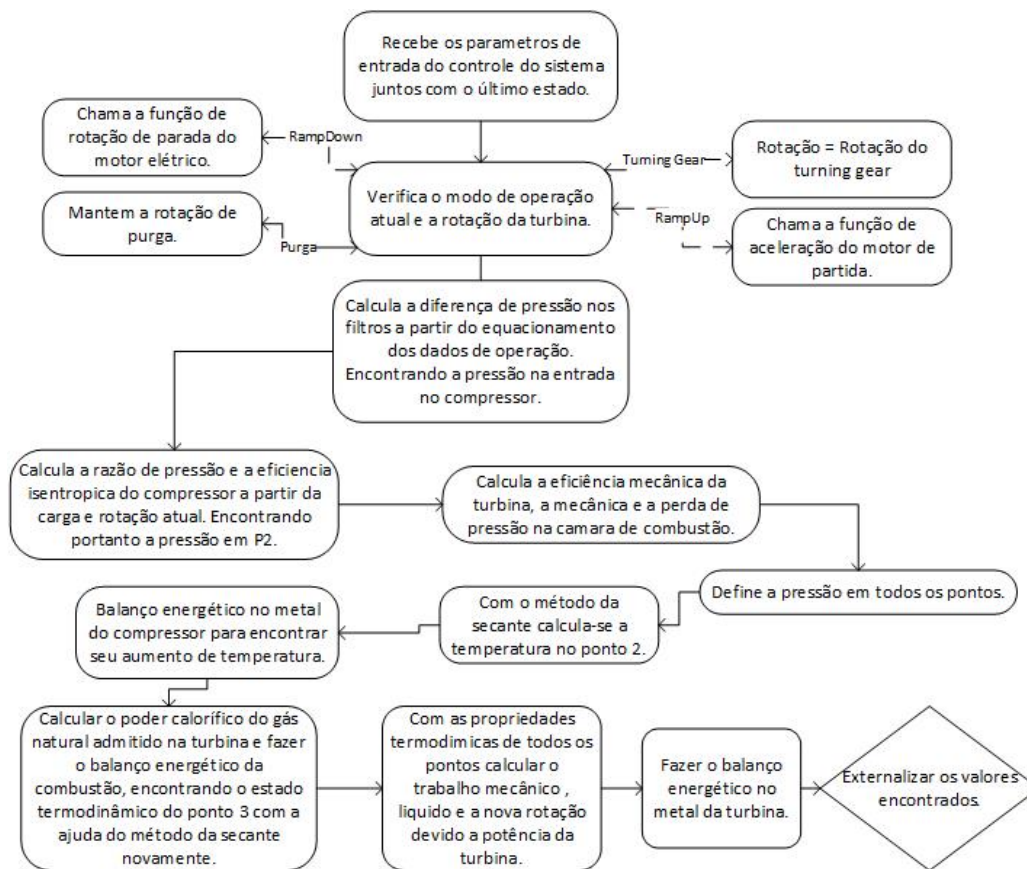 Recebe os parametros de
entrada do controle do sistema
juntos com o último estado.
Chama a função de
rotação de parada do
motor elétrico.
RampDown
Mantem a rotação de
purga.
Purga
Verifica o modo de operação
atual e a rotação da turbina.
Turning Gear
Rotação = Rotação do
turning gear
RampUp
Chama a função de
aceleração do motor de
partida.
Calcula a diferença de pressão nos
filtros a partir do equacionamento
dos dados de operação.
Encontrando a pressão na entrada
no compressor.
Calcula a razão de pressão e a eficiencia
isentropica do compressor a partir da
carga e rotação atual. Encontrando
portanto a pressão em P2.
Calcula a eficiência mecânica da
turbina, a mecânica e a perda de
pressão na camara de combustão.
Define a pressão em todos os pontos.
Com o método da
secante calcula-se a
temperatura no ponto 2.
Balanço energético no metal
do compressor para encontrar
seu aumento de temperatura.
Calcular o poder calorífico do gás
natural admitido na turbina e fazer
o balanço energético da
combustão, encontrando o estado
termodinâmico do ponto 3 com a
ajuda do método da secante
novamente.
Com as propriedades
termodimicas de todos os
pontos calcular o
trabalho mecânico ,
liquido e a nova rotação
devido a potência da
turbina.
Fazer o balanço
energético no
metal da turbina.
Externalizar os valores
encontrados.